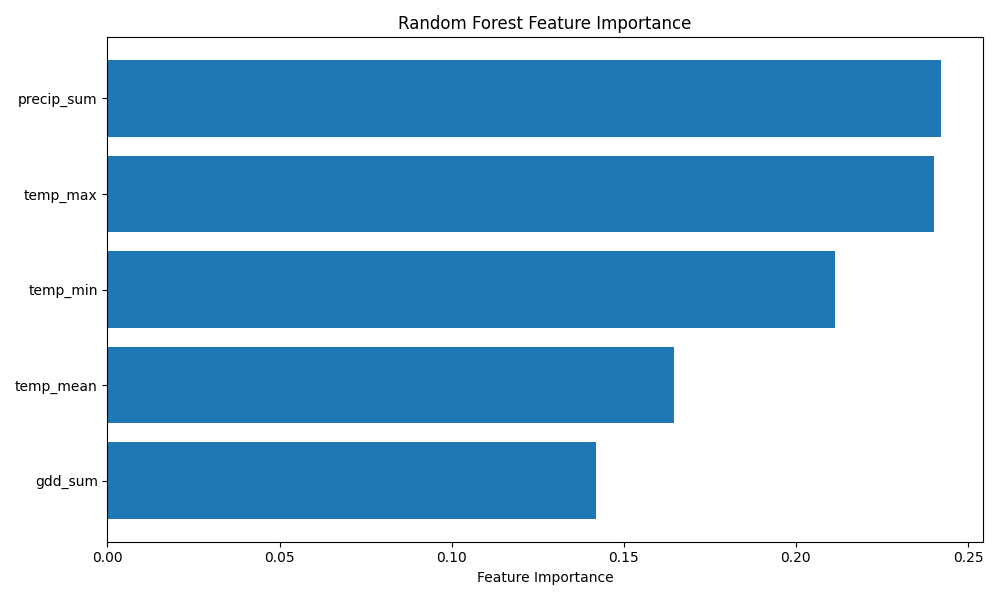 Random Forest Feature Importance
precip_sum
temp_max
temp_min
temp_mean
gdd_sum
0.00 0.05 0.10 0.15 0.20 0.25
Feature Importance